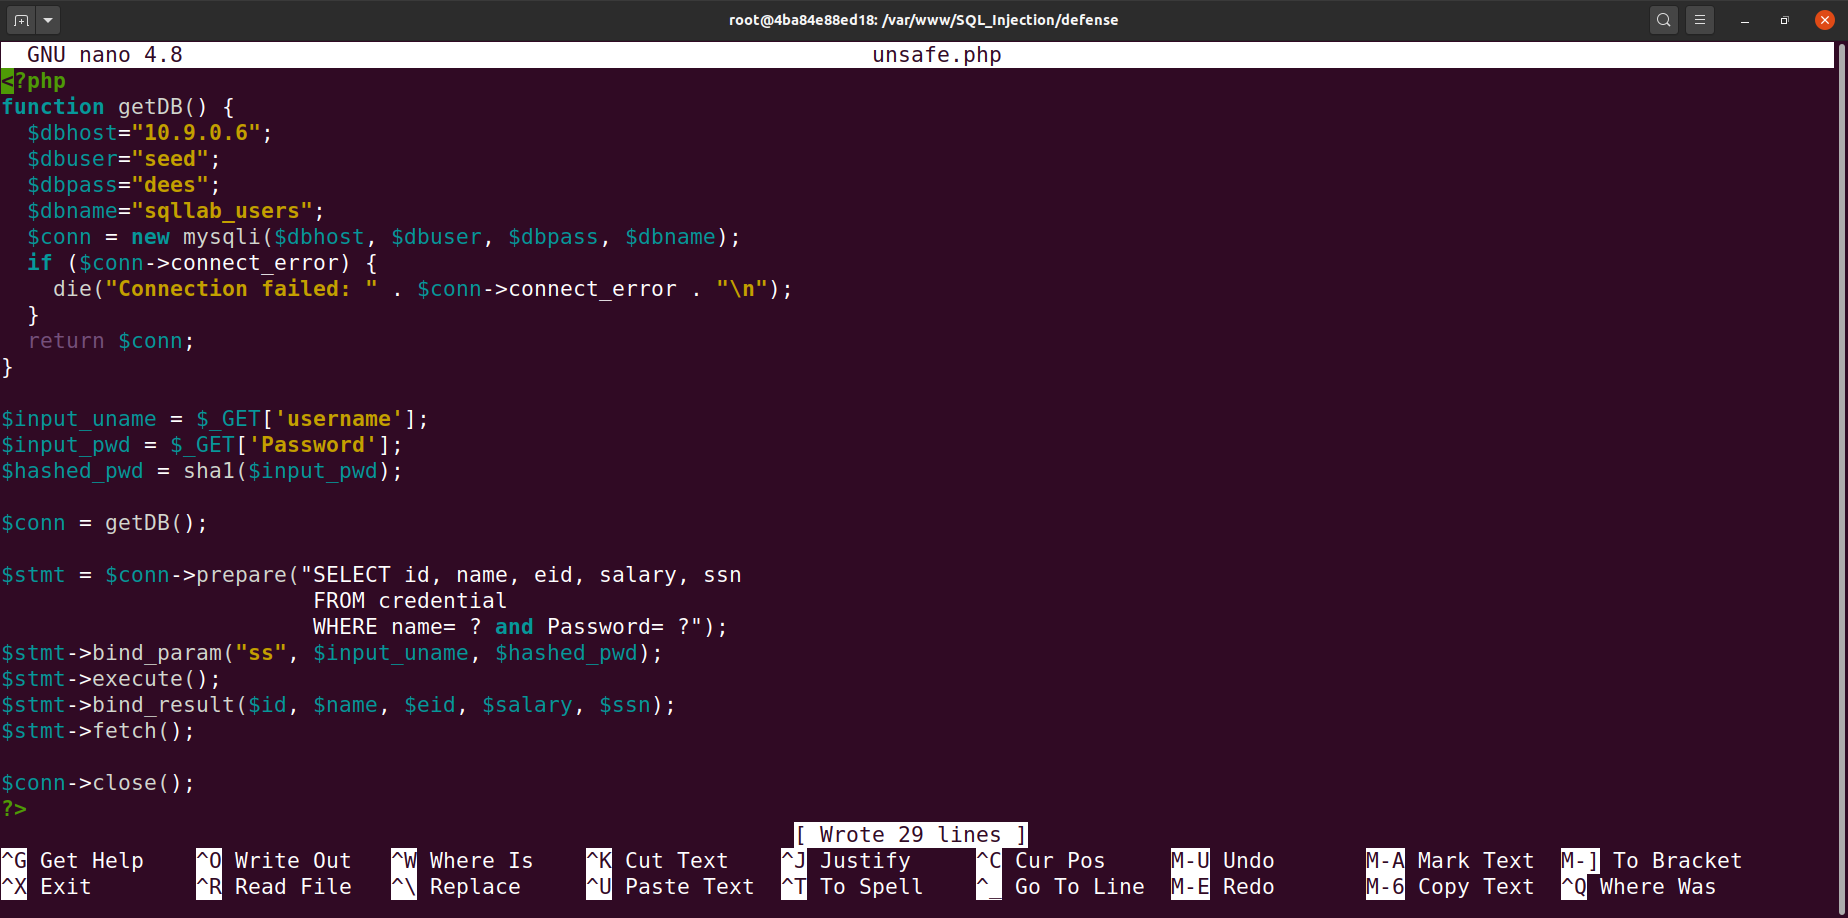 root@4ba84e88ed18: /var/www/SQL_Injection/defense
GNU nano 4.8 unsafe.php
<?php
function getDB() {
  $dbhost="10.9.0.6";
  $dbuser="seed";
  $dbpass="dees";
  $dbname="sqllab_users";
  $conn = new mysqli($dbhost, $dbuser, $dbpass, $dbname);
  if ($conn->connect_error) {
    die("Connection failed: " . $conn->connect_error . "\n");
  }
  return $conn;
}

$input_uname = $_GET['username'];
$input_pwd = $_GET['Password'];
$hashed_pwd = sha1($input_pwd);

$conn = getDB();

$stmt = $conn->prepare("SELECT id, name, eid, salary, ssn
                        FROM credential
                        WHERE name= ? and Password= ?");
$stmt->bind_param("ss", $input_uname, $hashed_pwd);
$stmt->execute();
$stmt->bind_result($id, $name, $eid, $salary, $ssn);
$stmt->fetch();

$conn->close();
?>
[ Wrote 29 lines ]
^G Get Help ^O Write Out ^W Where Is ^K Cut Text ^J Justify ^C Cur Pos M-U Undo M-A Mark Text M-] To Bracket
^X Exit ^R Read File ^\ Replace ^U Paste Text ^T To Spell ^_ Go To Line M-E Redo M-6 Copy Text ^Q Where Was